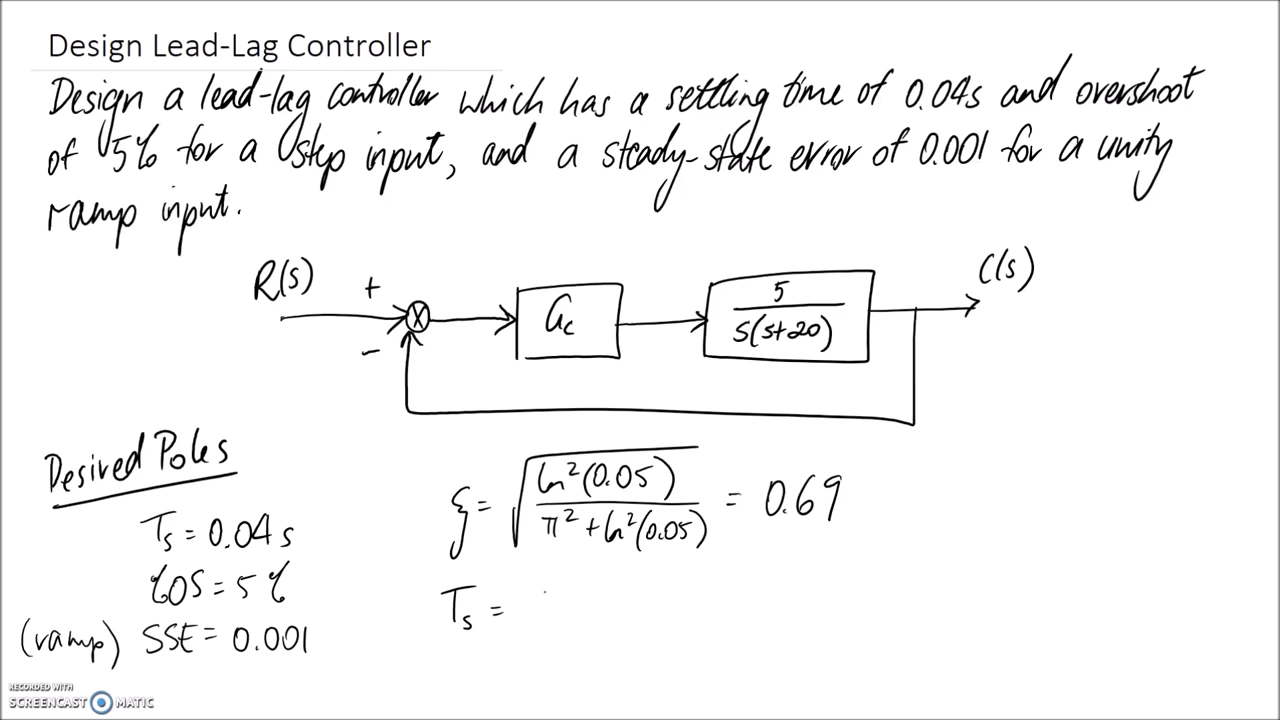 Design Lead-Lag Controller
Design a lead-lag controller which has a settling time of 0.04s and overshoot
of 5% for a step input, and a steady-state error of 0.001 for a unity
ramp input.
R(s) + - X Gc 5/(s(s+20)) C(s)
Desired Poles
Ts = 0.04 s
%OS = 5 %
(ramp) SSE = 0.001
ξ = √(ln²(0.05)/(π² + ln²(0.05))) = 0.69
Ts =
RECORDED WITH
SCREENCAST MATIC